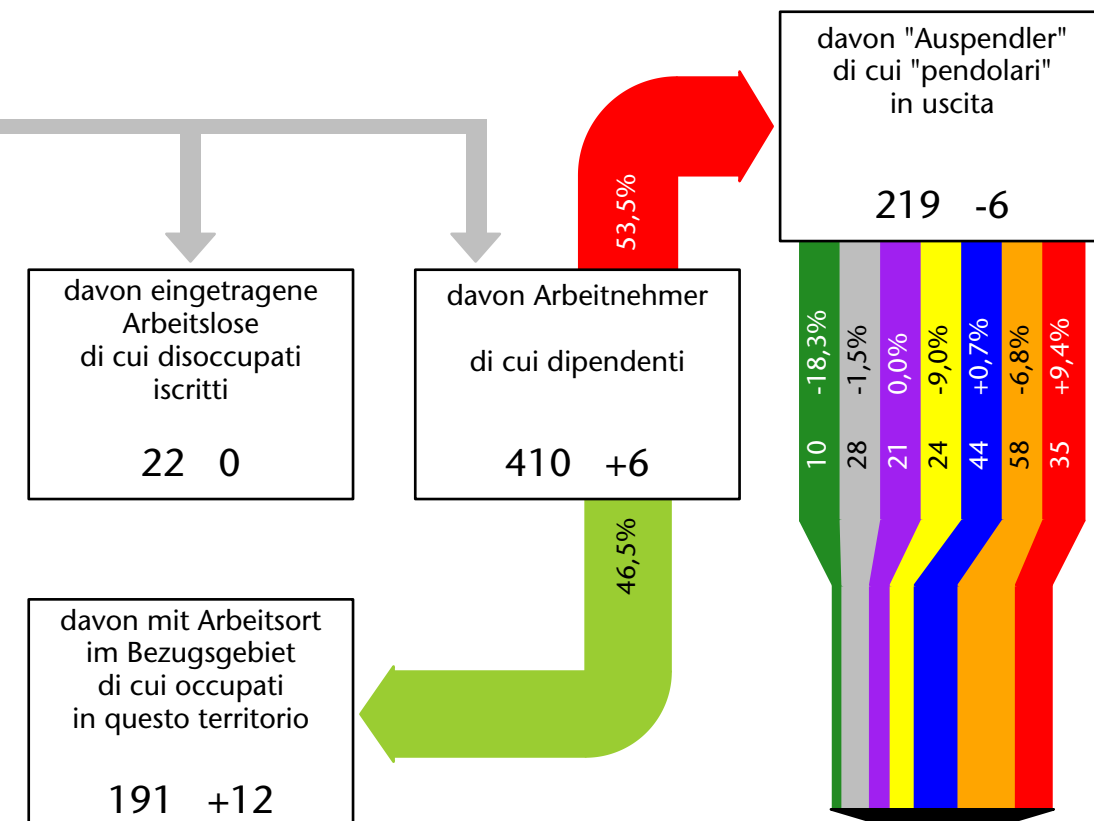 davon "Auspendler"
di cui "pendolari"
in uscita
219 -6
53,5%
davon eingetragene
Arbeitslose
di cui disoccupati
iscritti
22 0
davon Arbeitnehmer
di cui dipendenti
410 +6
10 -18,3%
28 -1,5%
21 0,0%
24 -9,0%
44 +0,7%
58 -6,8%
35 +9,4%
46,5%
davon mit Arbeitsort
im Bezugsgebiet
di cui occupati
in questo territorio
191 +12